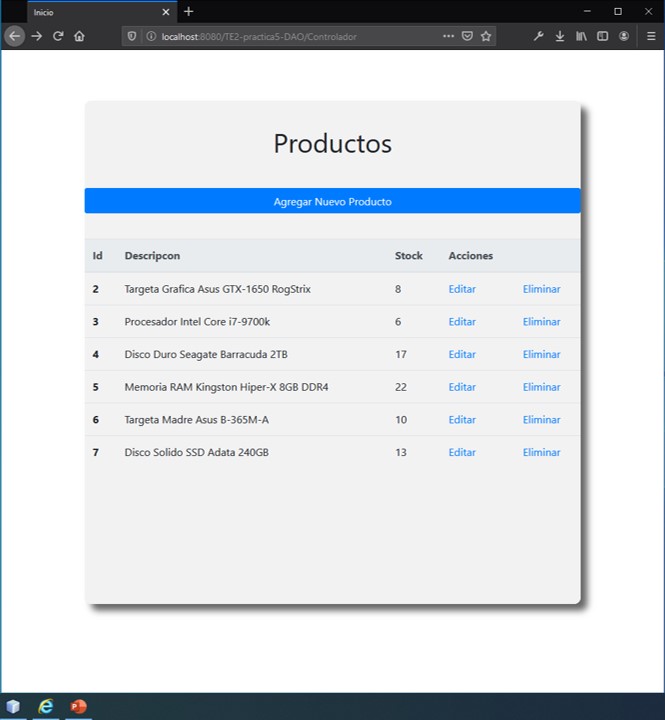 Inicio
localhost:8080/TE2-practica5-DAO/Controlador
Productos
Agregar Nuevo Producto
Id Descripcon Stock Acciones
2 Targeta Grafica Asus GTX-1650 RogStrix 8 Editar Eliminar
3 Procesador Intel Core i7-9700k 6 Editar Eliminar
4 Disco Duro Seagate Barracuda 2TB 17 Editar Eliminar
5 Memoria RAM Kingston Hiper-X 8GB DDR4 22 Editar Eliminar
6 Targeta Madre Asus B-365M-A 10 Editar Eliminar
7 Disco Solido SSD Adata 240GB 13 Editar Eliminar